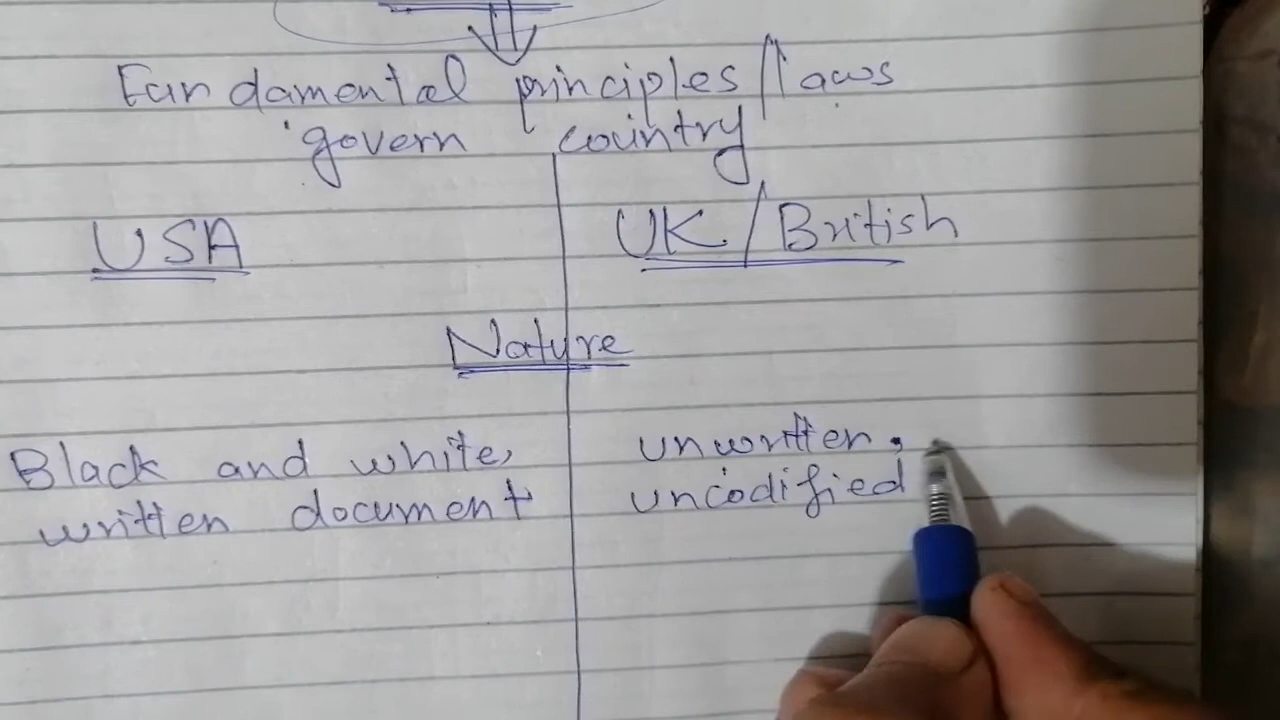 Fundamental principles/laws
govern country
USA
UK/British
Nature
Black and white,
written document
unwritten,
uncodified